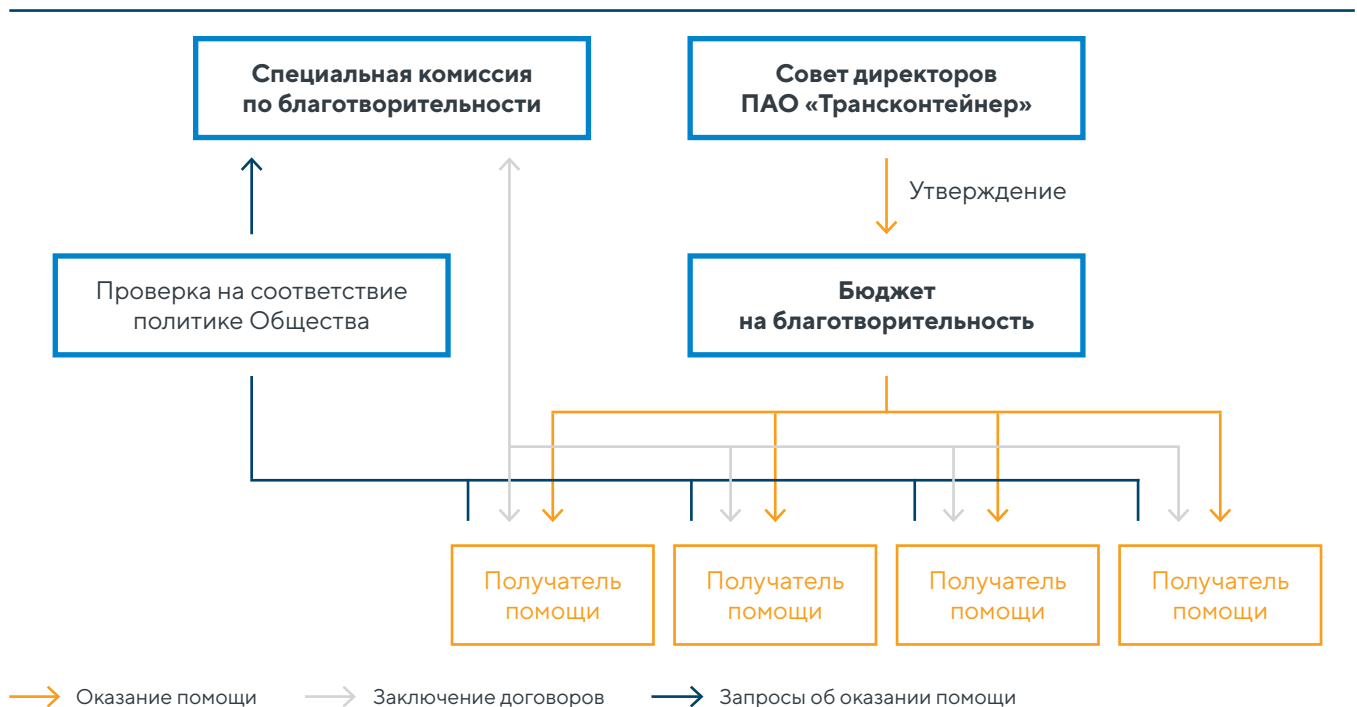 Специальная комиссия
по благотворительности
Совет директоров
ПАО «Трансконтейнер»
Утверждение
Проверка на соответствие
политике Общества
Бюджет
на благотворительность
Получатель
помощи
Получатель
помощи
Получатель
помощи
Получатель
помощи
Оказание помощи
Заключение договоров
Запросы об оказании помощи